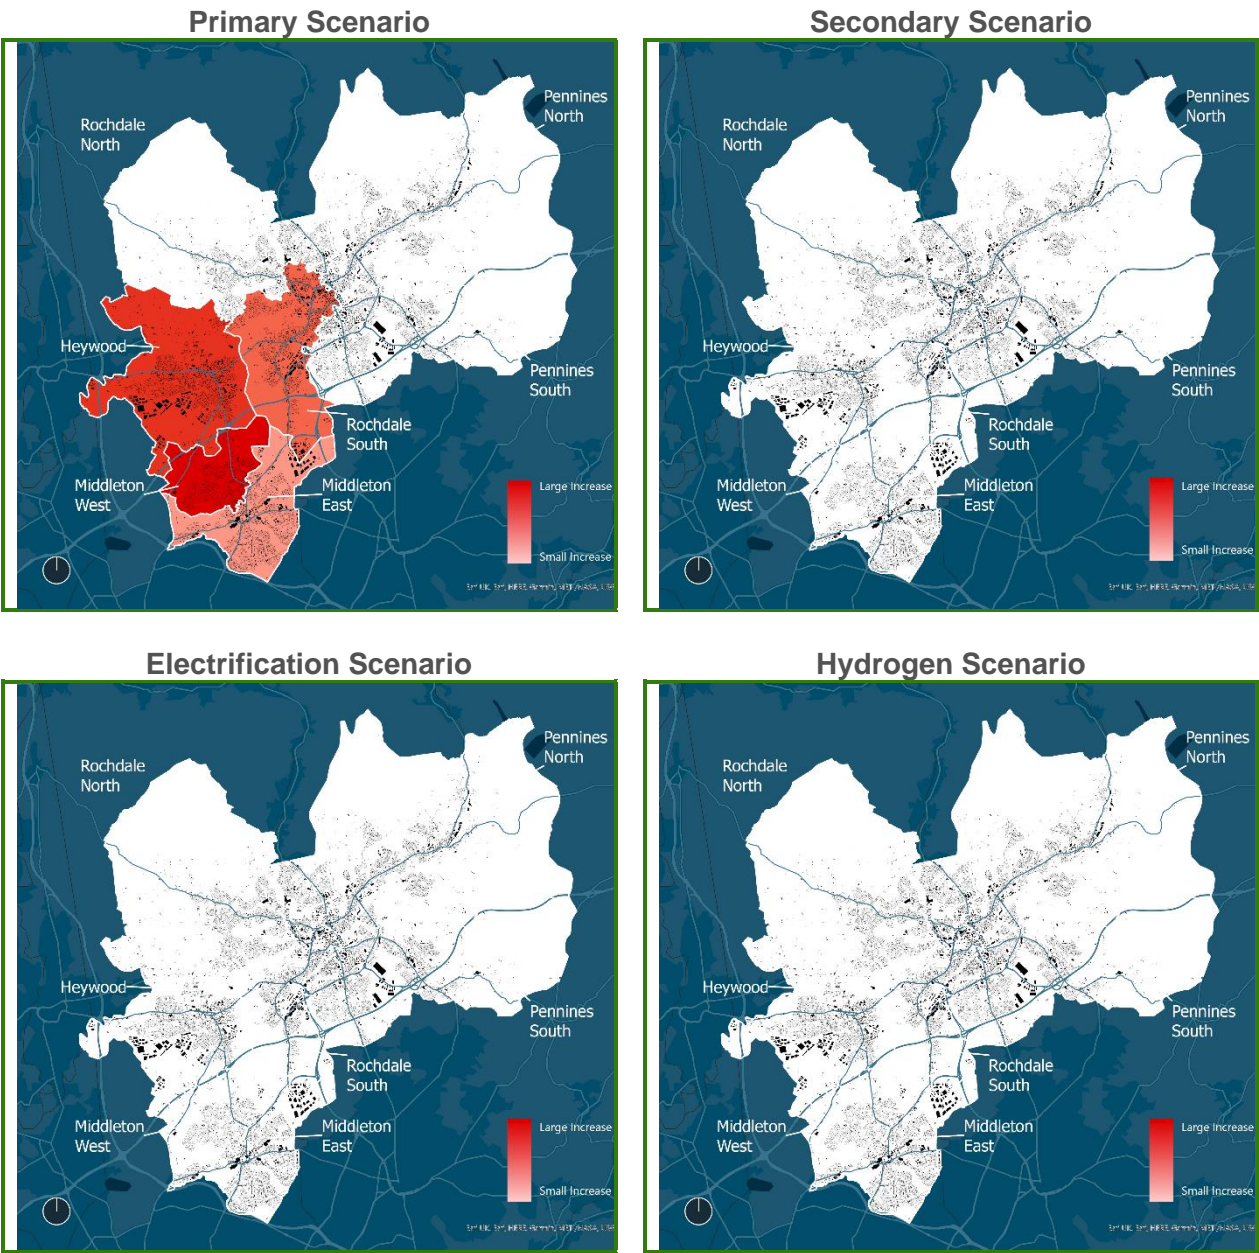 Primary Scenario
Secondary Scenario
Pennines
North
Rochdale
North
Heywood
Pennines
South
Rochdale
South
Middleton
West
Middleton
East
Large Increase
Small Increase
Pennines
North
Rochdale
North
Heywood
Pennines
South
Rochdale
South
Middleton
West
Middleton
East
Large Increase
Small Increase
Electrification Scenario
Hydrogen Scenario
Pennines
North
Rochdale
North
Heywood
Pennines
South
Rochdale
South
Middleton
West
Middleton
East
Large Increase
Small Increase
Pennines
North
Rochdale
North
Heywood
Pennines
South
Rochdale
South
Middleton
West
Middleton
East
Large Increase
Small Increase